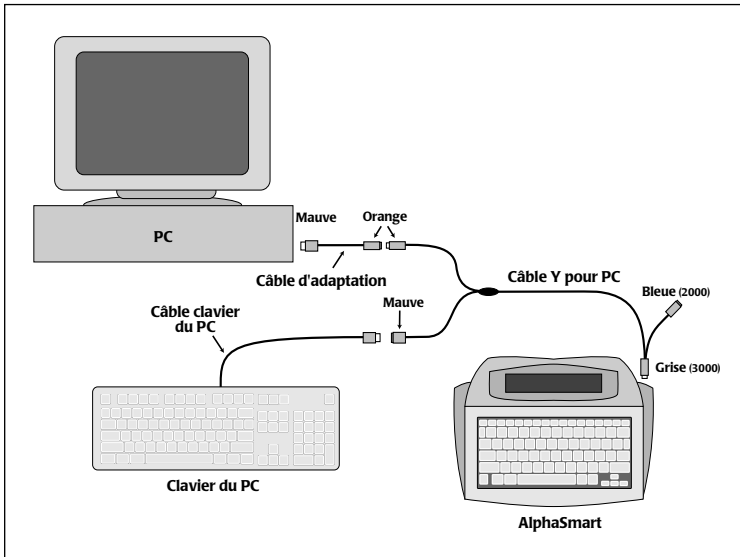 Mauve
Orange
PC
Câble d'adaptation
Câble Y pour PC
Bleue (2000)
Câble clavier
du PC
Mauve
Grise (3000)
Clavier du PC
AlphaSmart